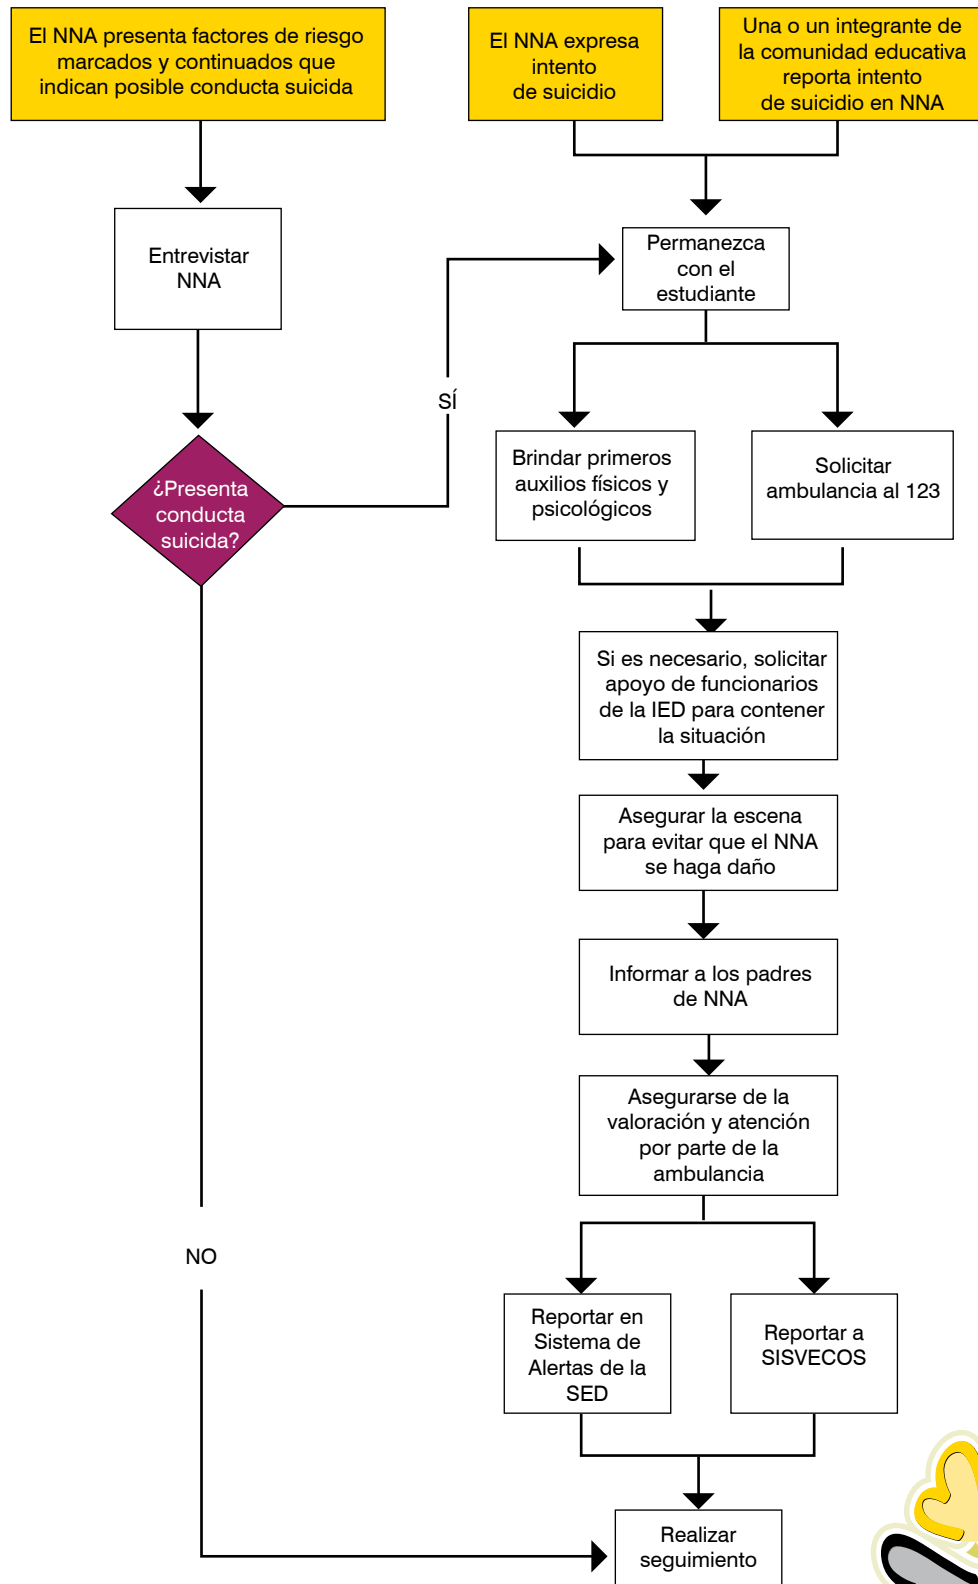 El NNA presenta factores de riesgo
marcados y continuados que
indican posible conducta suicida
El NNA expresa
intento
de suicidio
Una o un integrante de
la comunidad educativa
reporta intento
de suicidio en NNA
Entrevistar
NNA
Permanezca
con el
estudiante
SÍ
¿Presenta
conducta
suicida?
Brindar primeros
auxilios físicos y
psicológicos
Solicitar
ambulancia al 123
Si es necesario, solicitar
apoyo de funcionarios
de la IED para contener
la situación
Asegurar la escena
para evitar que el NNA
se haga daño
Informar a los padres
de NNA
Asegurarse de la
valoración y atención
por parte de la
ambulancia
NO
Reportar en
Sistema de
Alertas de la
SED
Reportar a
SISVECOS
Realizar
seguimiento